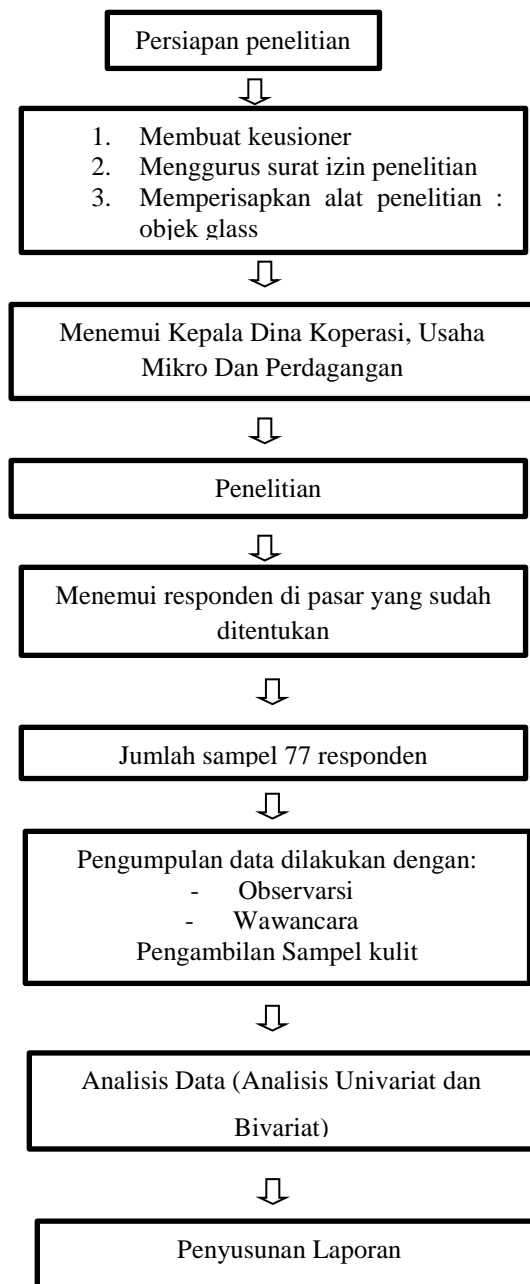 Persiapan penelitian
1. Membuat keusioner
2. Menggurus surat izin penelitian
3. Memperisapkan alat penelitian :
objek glass
Menemui Kepala Dina Koperasi, Usaha
Mikro Dan Perdagangan
Penelitian
Menemui responden di pasar yang sudah
ditentukan
Jumlah sampel 77 responden
Pengumpulan data dilakukan dengan:
- Observarsi
- Wawancara
Pengambilan Sampel kulit
Analisis Data (Analisis Univariat dan
Bivariat)
Penyusunan Laporan